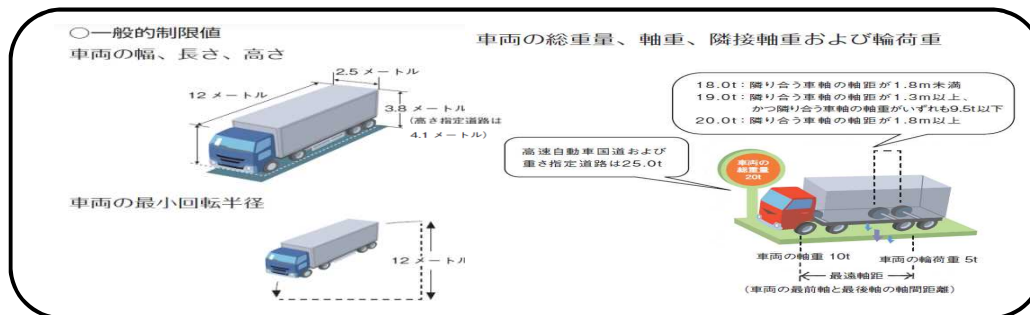 ○一般的制限値
車両の幅、長さ、高さ
2.5 メートル
12 メートル
3.8 メートル
(高さ指定道路は
4.1 メートル)
車両の最小回転半径
12 メートル
車両の総重量、軸重、隣接軸重および輪荷重
18.0t：隣り合う車軸の軸距が1.8m未満
19.0t：隣り合う車軸の軸距が1.3m以上、
かつ隣り合う車軸の軸重がいずれも9.5t以下
20.0t：隣り合う車軸の軸距が1.8m以上
高速自動車国道および
重さ指定道路は25.0t
車両の
総重量
20t
車両の軸重 10t
車両の輪荷重 5t
最遠軸距
(車両の最前軸と最後軸の軸間距離)